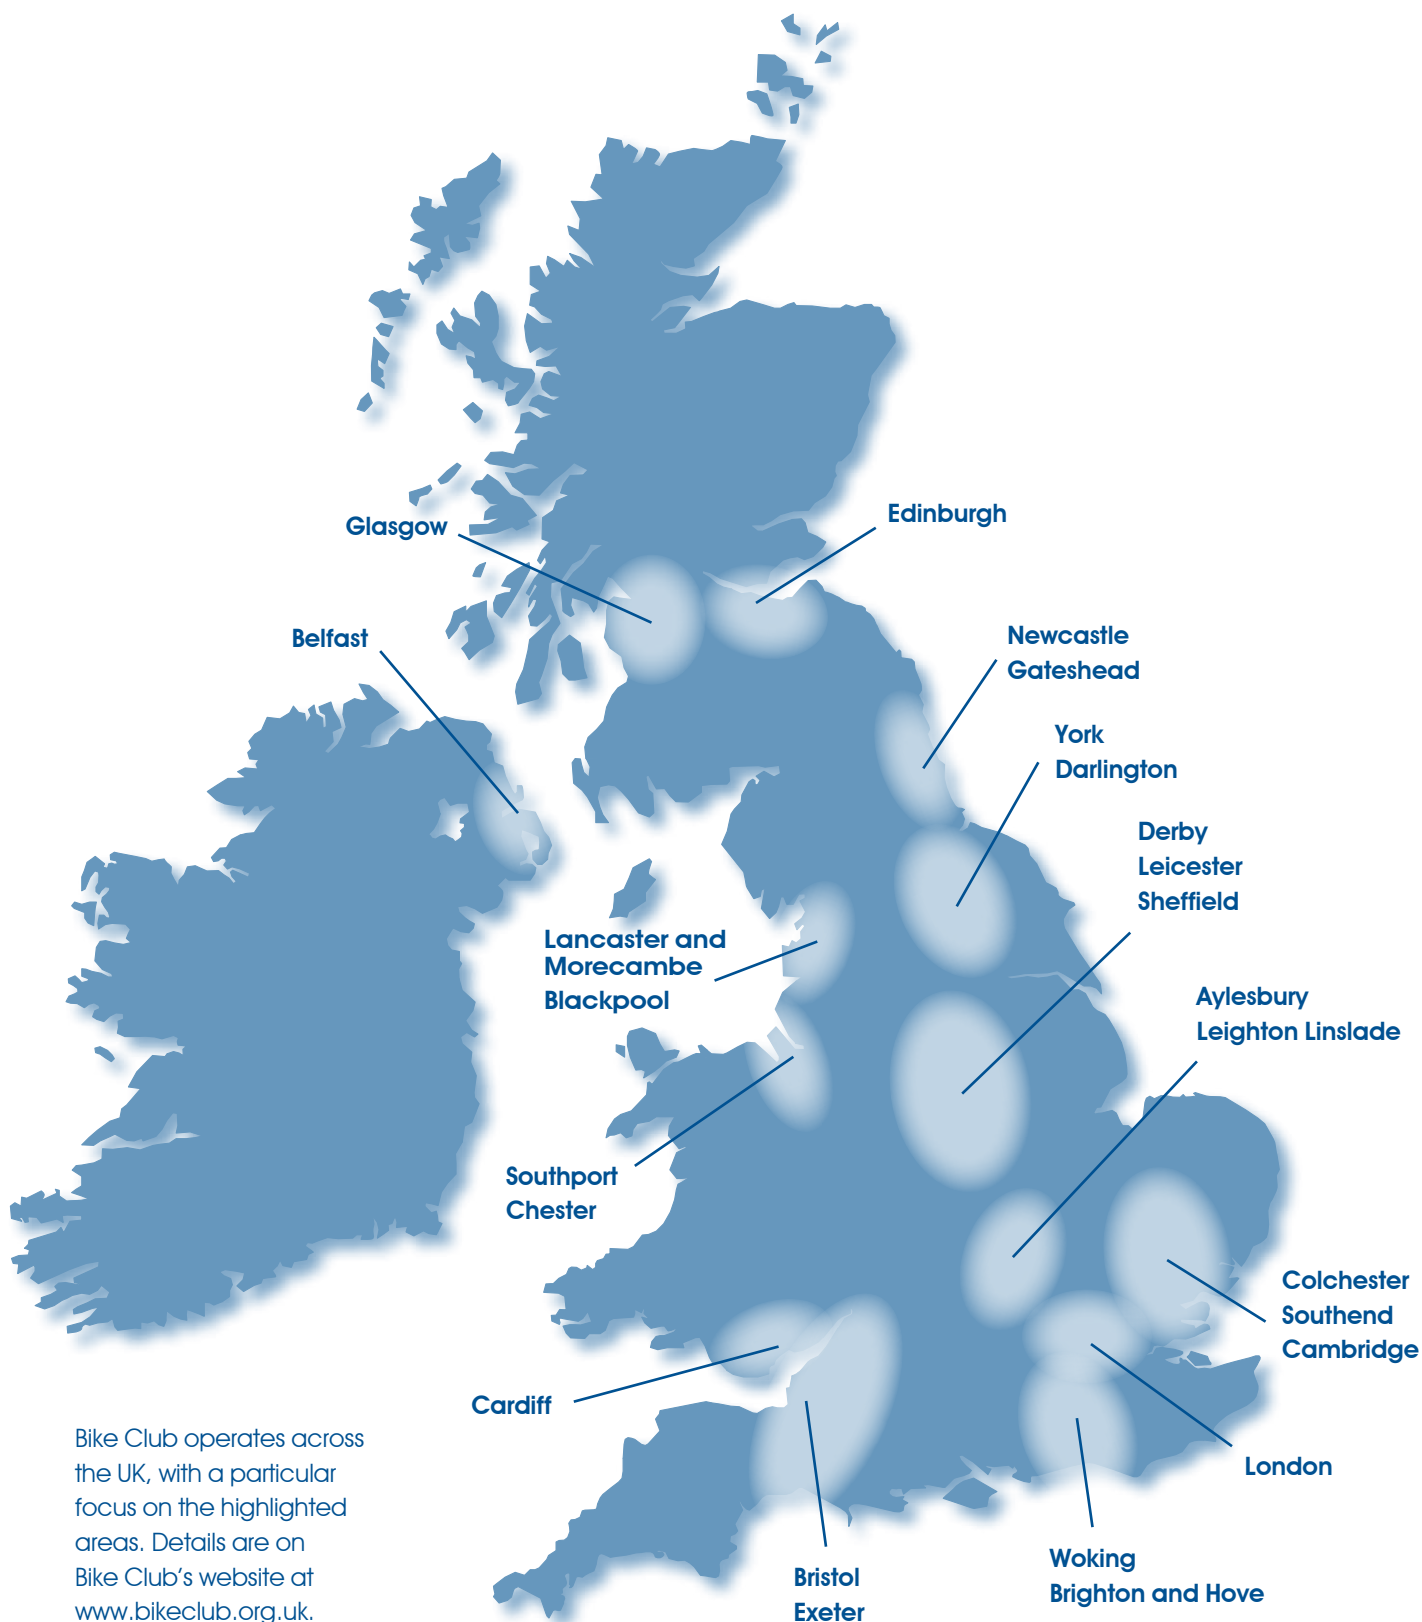 Glasgow
Edinburgh
Belfast
Newcastle
Gateshead
York
Darlington
Derby
Leicester
Sheffield
Lancaster and
Morecambe
Blackpool
Aylesbury
Leighton Linslade
Southport
Chester
Colchester
Southend
Cambridge
Cardiff
London
Woking
Brighton and Hove
Bristol
Exeter
Bike Club operates across
the UK, with a particular
focus on the highlighted
areas. Details are on
Bike Club’s website at
www.bikeclub.org.uk.